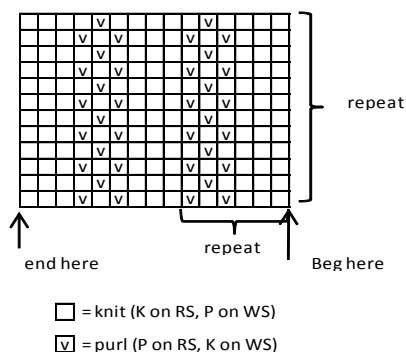 v v
v v v v
v v
v v v v
v v
v v v v
v v
v v v v
v v
v v v v
v v
v v v v
repeat
repeat
end here
Beg here
= knit (K on RS, P on WS)
v = purl (P on RS, K on WS)